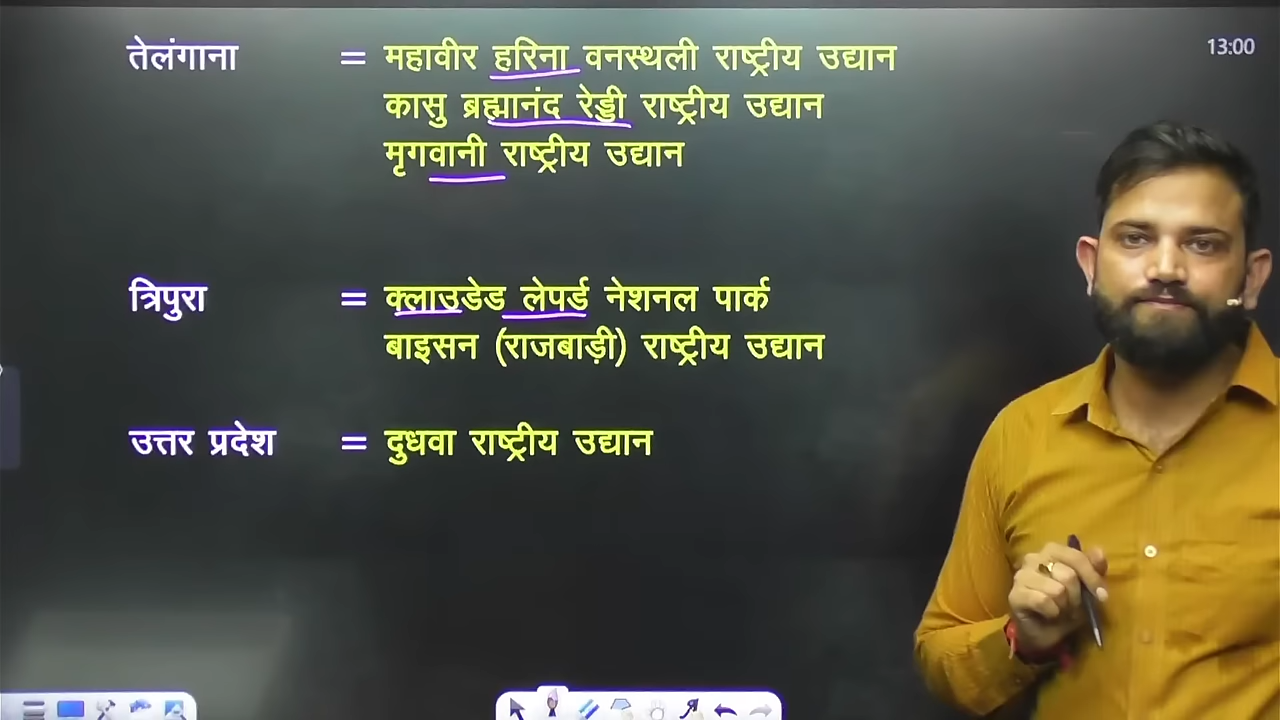 13:00
तेलंगाना = महावीर हरिना वनस्थली राष्ट्रीय उद्यान
कासु ब्रह्मानंद रेड्डी राष्ट्रीय उद्यान
मृगवानी राष्ट्रीय उद्यान
त्रिपुरा = क्लाउडेड लेपर्ड नेशनल पार्क
बाइसन (राजबाड़ी) राष्ट्रीय उद्यान
उत्तर प्रदेश = दुधवा राष्ट्रीय उद्यान